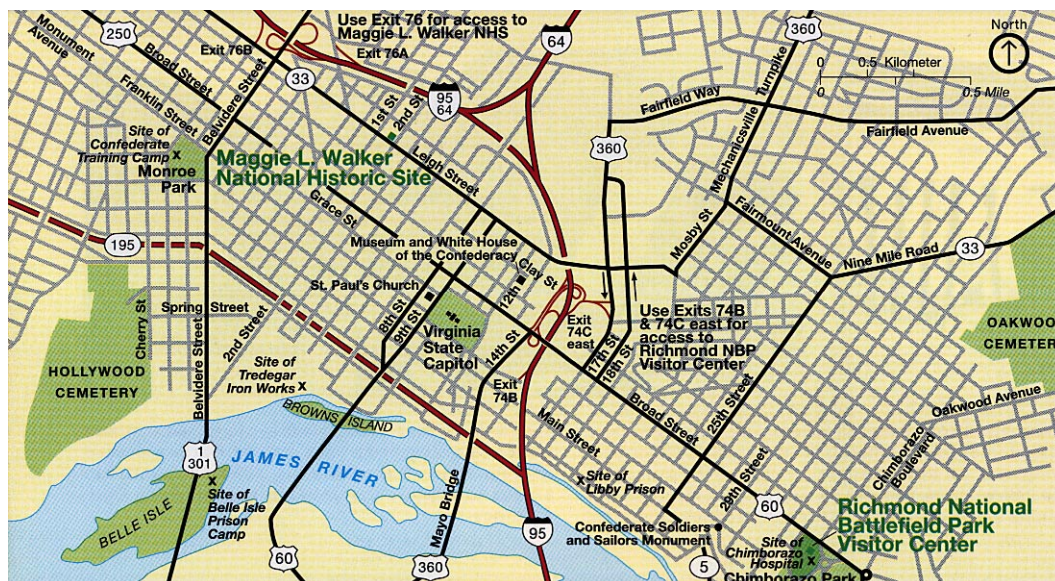 Use Exit 76 for access to
Maggie L. Walker NHS
Exit 76A
Exit 76B
250
Monument
Avenue
Broad Street
Franklin Street
Belvidere Street
33
64
95
64
360
North
0 0.5 Kilometer
0 0.5 Mile
Mechanicsville Turnpike
Fairfield Way
Fairfield Avenue
1st St
2nd St
Site of
Confederate
Training Camp
Monroe
Park
Maggie L. Walker
National Historic Site
Leigh Street
360
Grace St
Mosby St
Fairmount Avenue
Nine Mile Road
33
195
Museum and White House
of the Confederacy
Clay St
12th
St. Paul's Church
8th St
9th St
Virginia
State
Capitol
14th St
Exit
74C
east
17th St
18th St
Use Exits 74B
& 74C east for
access to
Richmond NBP
Visitor Center
OAKWOOD
CEMETERY
Cherry St
Spring Street
Belvidere Street
2nd Street
HOLLYWOOD
CEMETERY
Site of
Tredegar
Iron Works
Exit
74B
Main Street
Broad Street
25th Street
29th Street
Oakwood Avenue
Chimborazo
Boulevard
BROWNS ISLAND
JAMES RIVER
1
301
Site of
Belle Isle
Prison
Camp
BELLE ISLE
Mayo Bridge
Site of
Libby Prison
60
Richmond National
Battlefield Park
Visitor Center
Confederate Soldiers
and Sailors Monument
Site of
Chimborazo
Hospital
Chimborazo Park
60
360
95
5